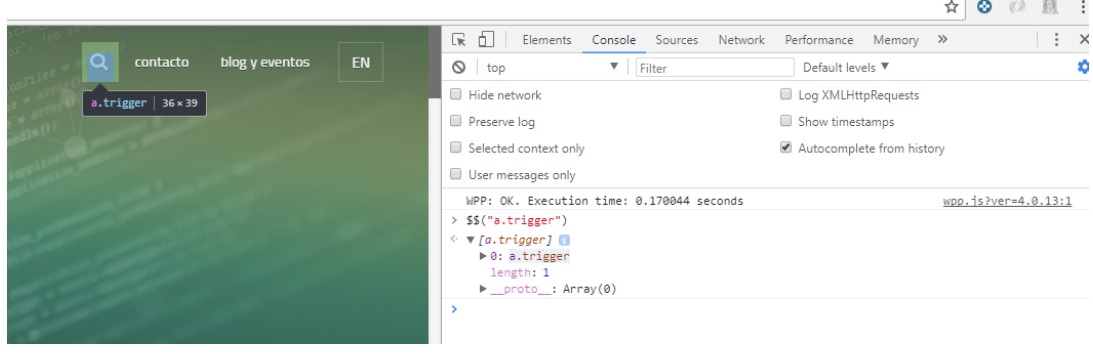 Elements Console Sources Network Performance Memory »
contacto blog y eventos EN
top ▼ Filter Default levels ▼
a.trigger | 36 × 39
Hide network Log XMLHttpRequests
Preserve log Show timestamps
Selected context only Autocomplete from history
User messages only
WPP: OK. Execution time: 0.170044 seconds wpp.js?ver=4.0.13:1
> $$("a.trigger")
<· ▼ [a.trigger] i
▶ 0: a.trigger
length: 1
▶ __proto__: Array(0)
>